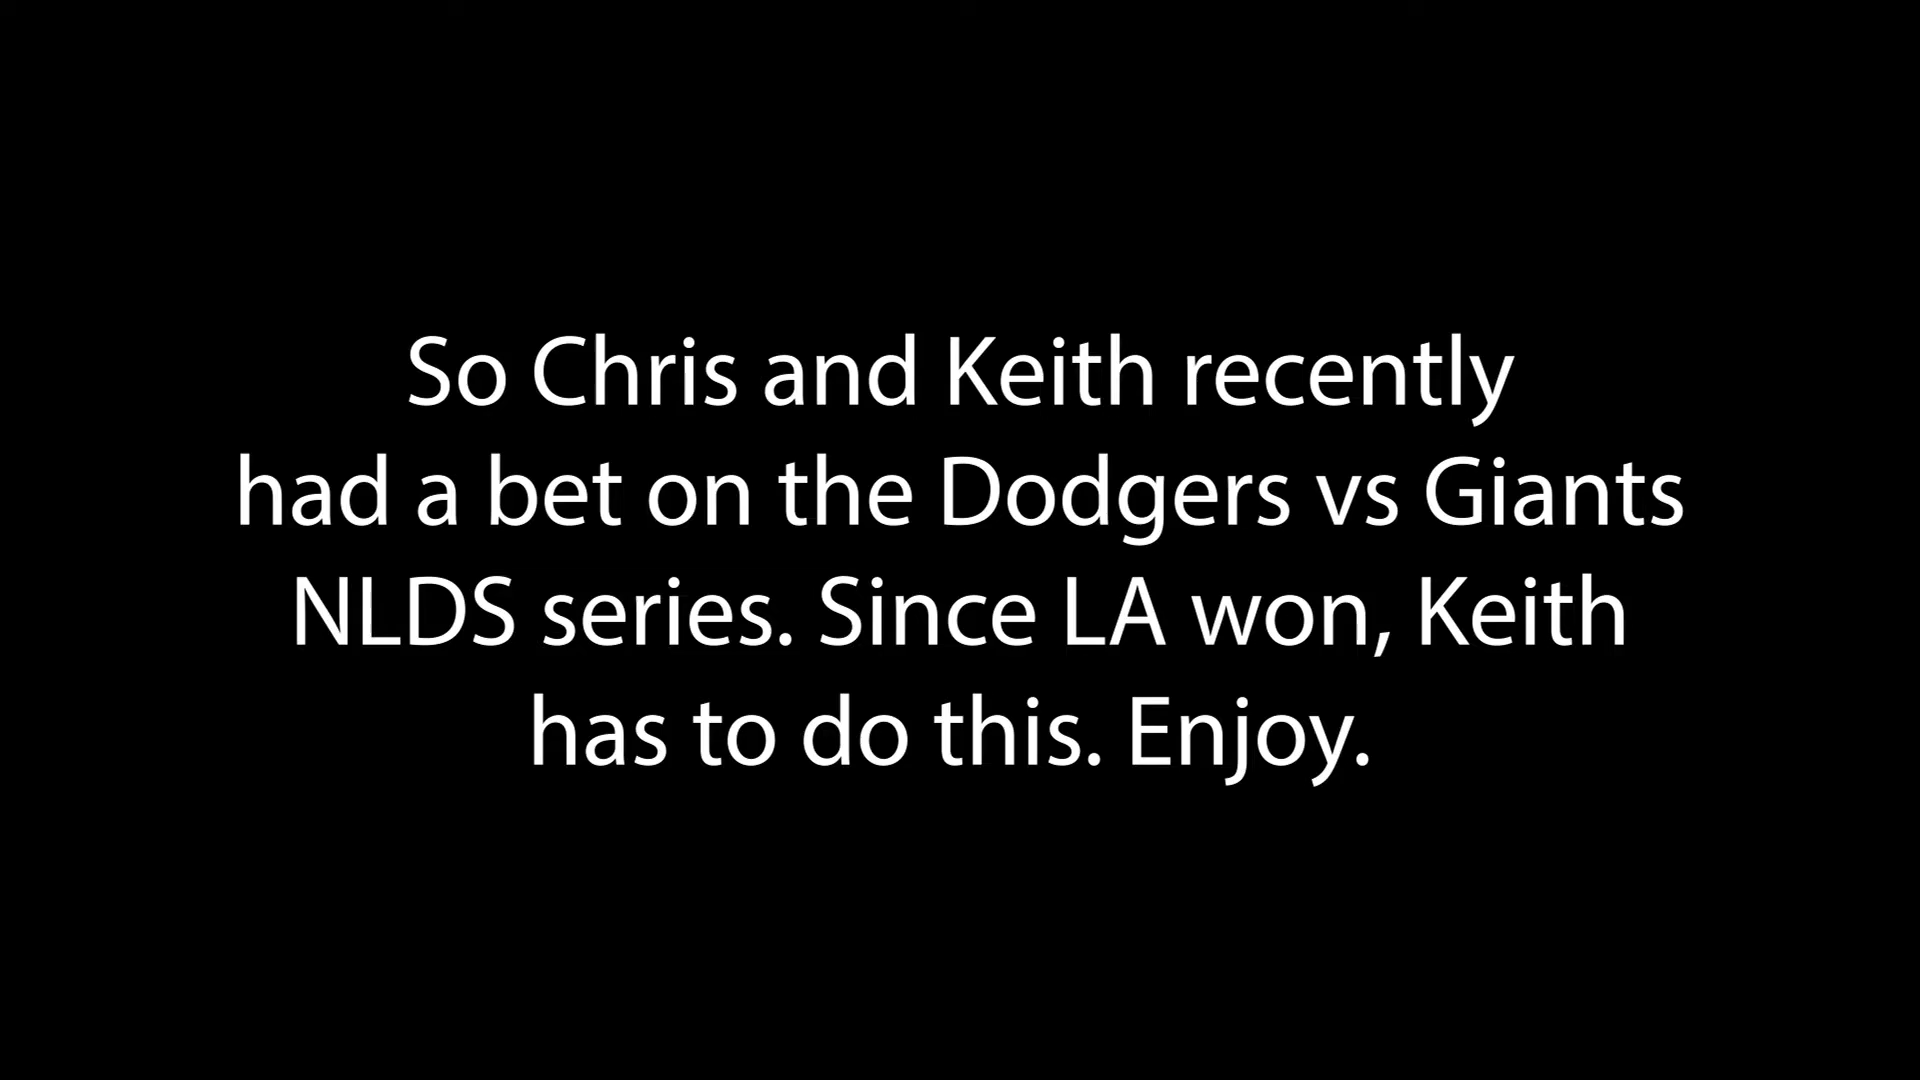 So Chris and Keith recently
had a bet on the Dodgers vs Giants
NLDS series. Since LA won, Keith
has to do this. Enjoy.